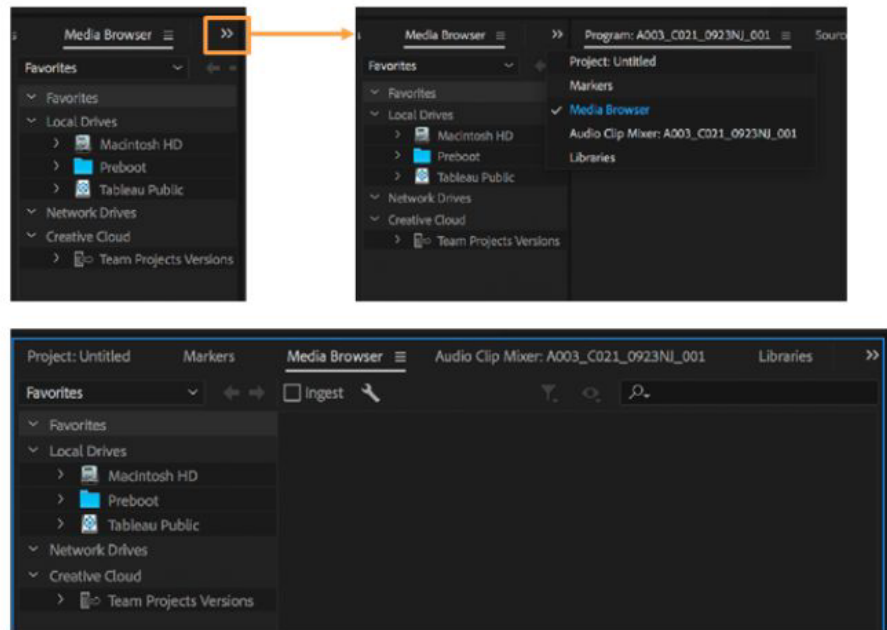 s Media Browser
Favorites
Favorites
Local Drives
Macintosh HD
Preboot
Tableau Public
Network Drives
Creative Cloud
Team Projects Versions
s Media Browser Program: A003_C021_0923NJ_001 Sourc
Favorites
Favorites
Local Drives
Macintosh HD
Preboot
Tableau Public
Network Drives
Creative Cloud
Team Projects Versions
Project: Untitled
Markers
Media Browser
Audio Clip Mixer: A003_C021_0923NJ_001
Libraries
Project: Untitled Markers Media Browser Audio Clip Mixer: A003_C021_0923NJ_001 Libraries
Favorites Ingest
Favorites
Local Drives
Macintosh HD
Preboot
Tableau Public
Network Drives
Creative Cloud
Team Projects Versions